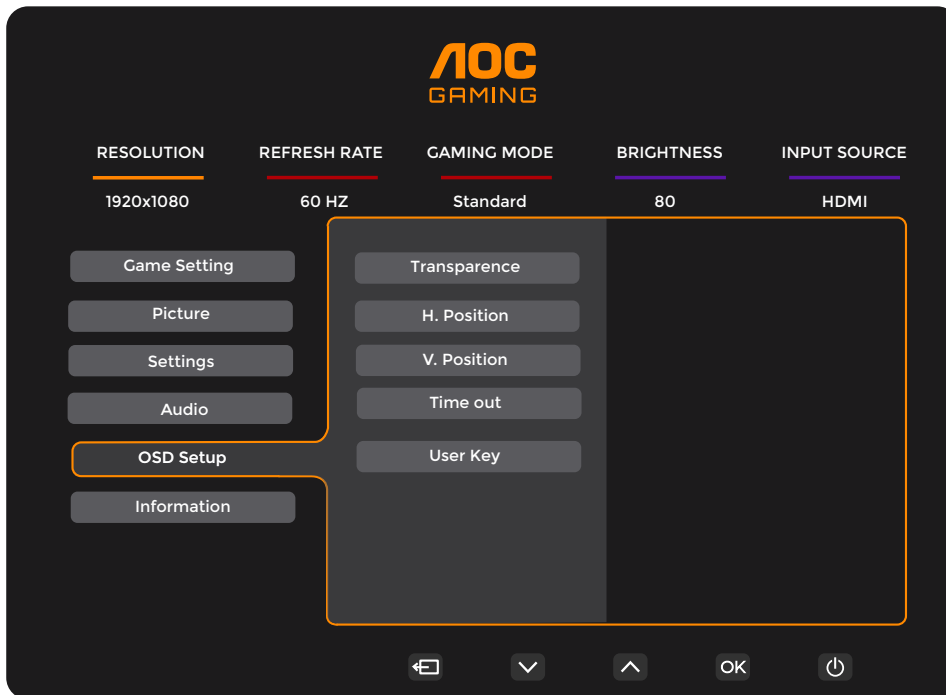 AOC
GAMING
RESOLUTION REFRESH RATE GAMING MODE BRIGHTNESS INPUT SOURCE
1920x1080 60 HZ Standard 80 HDMI
Game Setting Transparence
Picture H. Position
Settings V. Position
Audio Time out
OSD Setup User Key
Information
OK